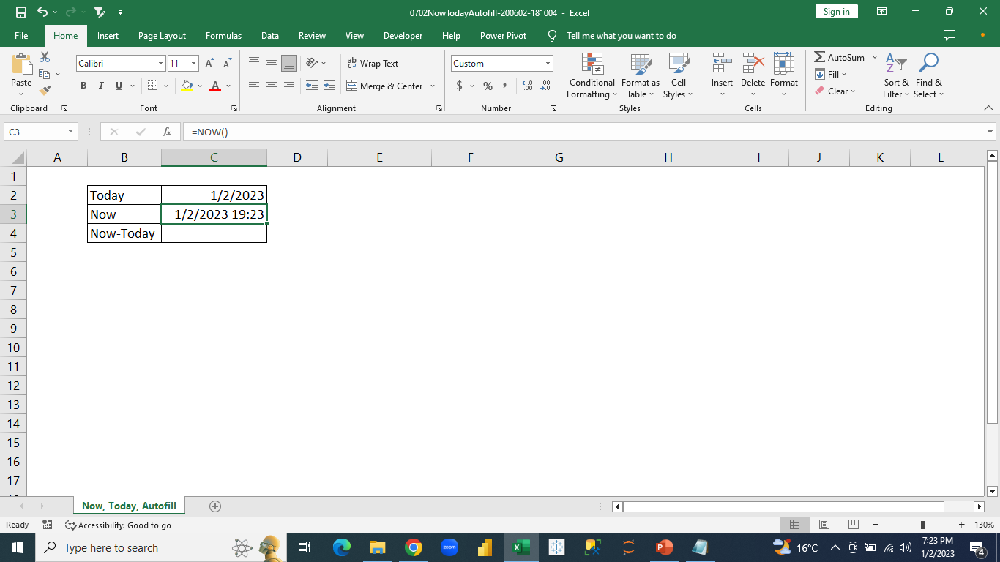 0702NowTodayAutofill-200602-181004 - Excel
Sign in
File Home Insert Page Layout Formulas Data Review View Developer Help Power Pivot Tell me what you want to do
Paste
Clipboard
Calibri 11
B I U A
Font
Wrap Text
Merge & Center
Alignment
Custom
$ % ,
Number
Conditional Formatting
Format as Table
Cell Styles
Styles
Insert Delete Format
Cells
AutoSum
Fill
Clear
Sort & Filter
Find & Select
Editing
C3 fx =NOW()
A B C D E F G H I J K L
1
2 Today 1/2/2023
3 Now 1/2/2023 19:23
4 Now-Today
5
6
7
8
9
10
11
12
13
14
15
16
17
Now, Today, Autofill
Ready Accessibility: Good to go 130%
Type here to search
zoom
16°C
7:23 PM
1/2/2023
4